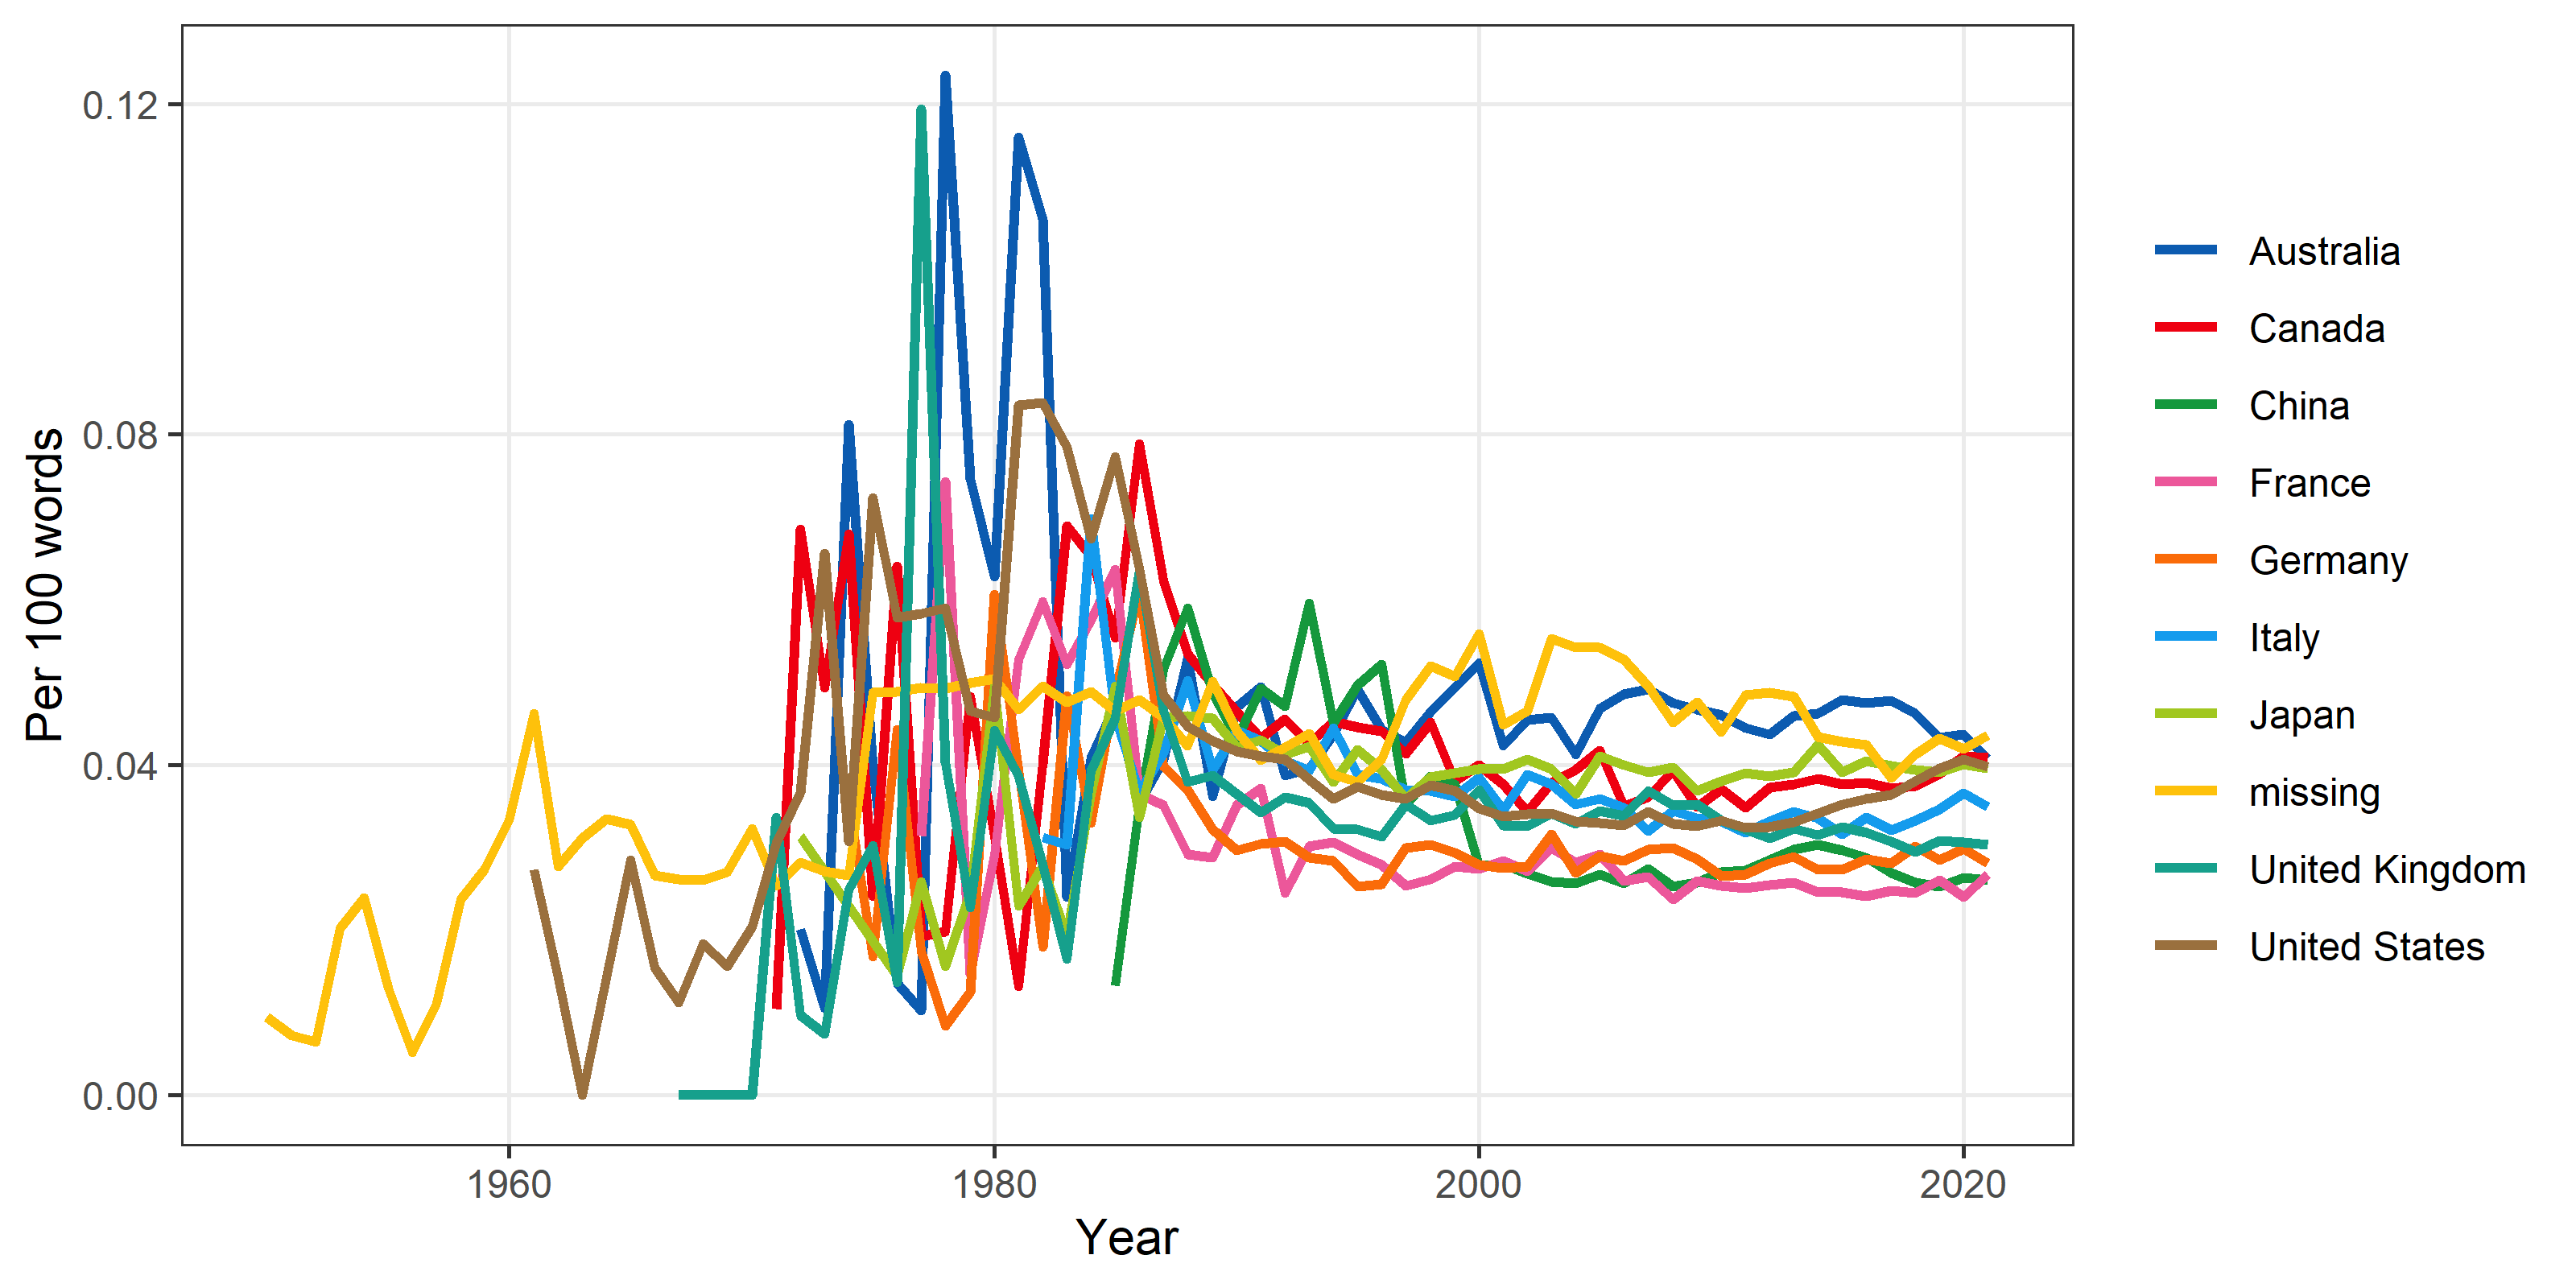 Per 100 words
0.12
0.08
0.04
0.00
1960
1980
2000
2020
Year
Australia
Canada
China
France
Germany
Italy
Japan
missing
United Kingdom
United States